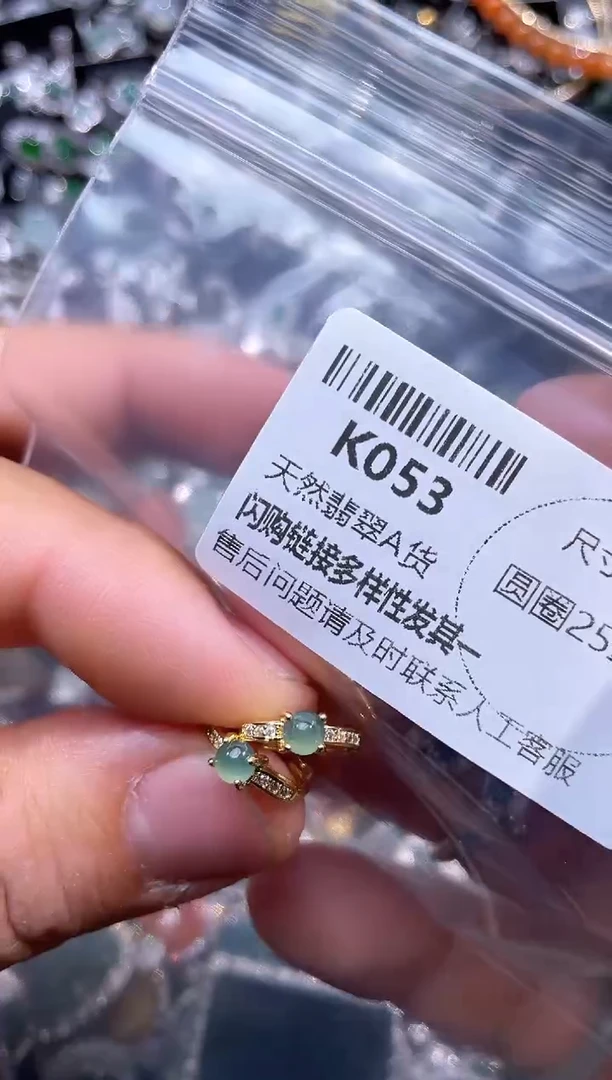 K053
天然翡翠A货
闪购链接多样性发其一
售后问题请及时联系人工客服
尺
圆圈25